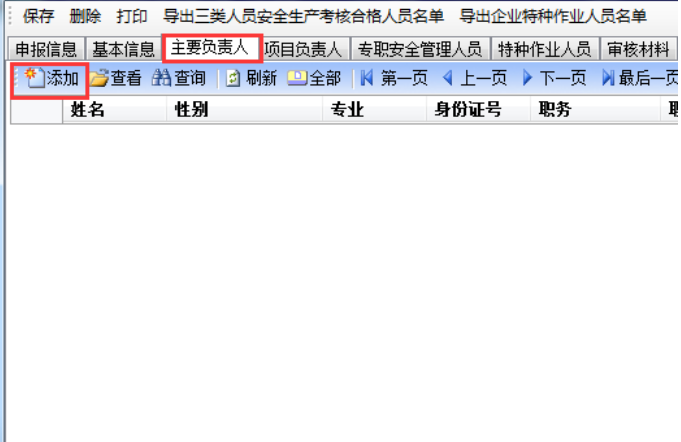 保存 删除 打印 导出三类人员安全生产考核合格人员名单 导出企业特种作业人员名单
申报信息 基本信息 主要负责人 项目负责人 专职安全管理人员 特种作业人员 审核材料
添加 查看 查询 刷新 全部 第一页 上一页 下一页 最后一页
姓名 性别 专业 身份证号 职务